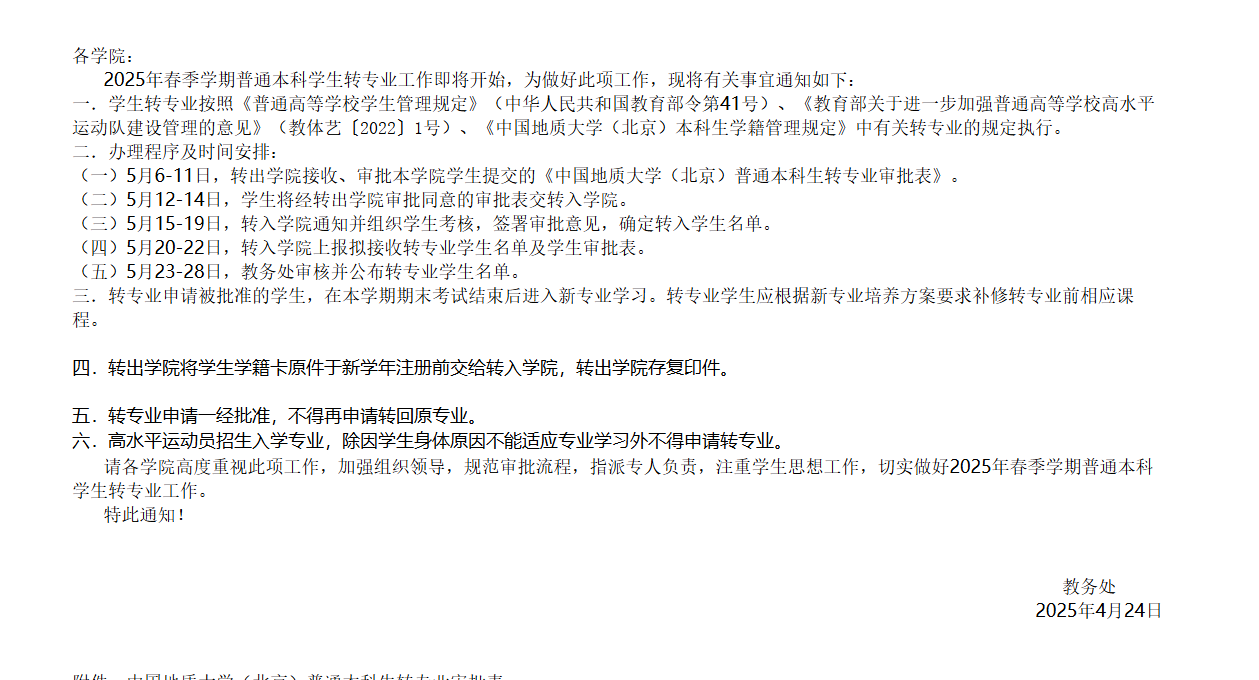 各学院：
2025年春季学期普通本科学生转专业工作即将开始，为做好此项工作，现将有关事宜通知如下：
一．学生转专业按照《普通高等学校学生管理规定》（中华人民共和国教育部令第41号）、《教育部关于进一步加强普通高等学校高水平
运动队建设管理的意见》（教体艺〔2022〕1号）、《中国地质大学（北京）本科生学籍管理规定》中有关转专业的规定执行。
二．办理程序及时间安排：
（一）5月6-11日，转出学院接收、审批本学院学生提交的《中国地质大学（北京）普通本科生转专业审批表》。
（二）5月12-14日，学生将经转出学院审批同意的审批表交转入学院。
（三）5月15-19日，转入学院通知并组织学生考核，签署审批意见，确定转入学生名单。
（四）5月20-22日，转入学院上报拟接收转专业学生名单及学生审批表。
（五）5月23-28日，教务处审核并公布转专业学生名单。
三．转专业申请被批准的学生，在本学期期末考试结束后进入新专业学习。转专业学生应根据新专业培养方案要求补修转专业前相应课
程。
四．转出学院将学生学籍卡原件于新学年注册前交给转入学院，转出学院存复印件。
五．转专业申请一经批准，不得再申请转回原专业。
六．高水平运动员招生入学专业，除因学生身体原因不能适应专业学习外不得申请转专业。
请各学院高度重视此项工作，加强组织领导，规范审批流程，指派专人负责，注重学生思想工作，切实做好2025年春季学期普通本科
学生转专业工作。
特此通知！
教务处
2025年4月24日
附件．中国地质大学（北京）普通本科生转专业审批表